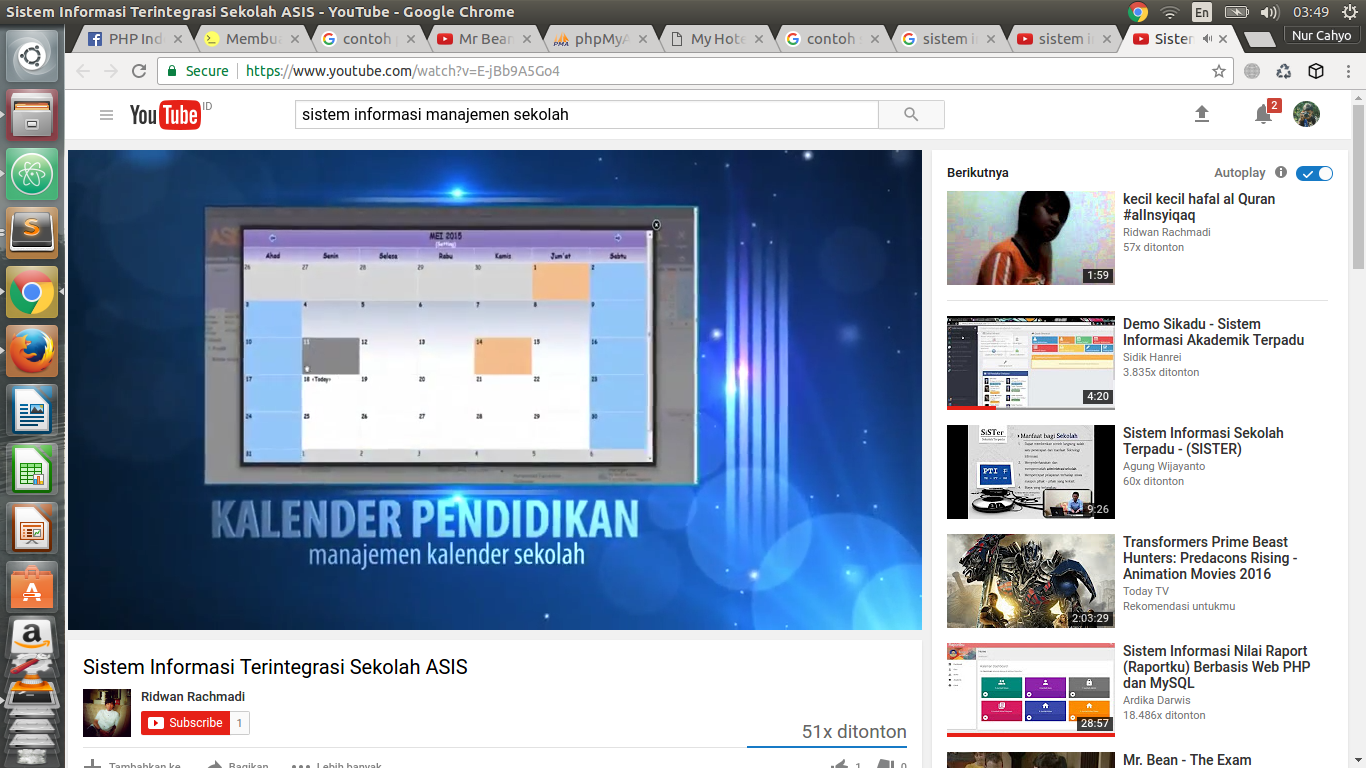 Sistem Informasi Terintegrasi Sekolah ASIS - YouTube - Google Chrome
En
03:49
PHP Ind
Membua
contoh
Mr Bean
phpMyA
My Hote
contoh
sistem i
sistem i
Sister
Nur Cahyo
Secure
https://www.youtube.com/watch?v=E-jBb9A5Go4
YouTube ID
sistem informasi manajemen sekolah
2
MEI 2015
[Setting]
Ahad Senin Selasa Rabu Kamis Jum'at Sabtu
26 27 28 29 30 1 2
3 4 5 6 7 8 9
10 11 12 13 14 15 16
17 18 <Today> 19 20 21 22 23
24 25 26 27 28 29 30
31 1 2 3 4 5 6
KALENDER PENDIDIKAN
manajemen kalender sekolah
Sistem Informasi Terintegrasi Sekolah ASIS
Ridwan Rachmadi
Subscribe 1
51x ditonton
Tambahkan ke
Bagikan
Lebih banyak
1
0
Berikutnya
Autoplay
kecil kecil hafal al Quran
#allnsyiqaq
Ridwan Rachmadi
57x ditonton
1:59
Demo Sikadu - Sistem
Informasi Akademik Terpadu
Sidik Hanrei
3.835x ditonton
4:20
Sistem Informasi Sekolah
Terpadu - (SISTER)
Agung Wijayanto
60x ditonton
SiSTer
Manfaat bagi Sekolah
9:26
Transformers Prime Beast
Hunters: Predacons Rising -
Animation Movies 2016
Today TV
Rekomendasi untukmu
2:03:29
Sistem Informasi Nilai Raport
(Raportku) Berbasis Web PHP
dan MySQL
Ardika Darwis
18.486x ditonton
28:57
Mr. Bean - The Exam